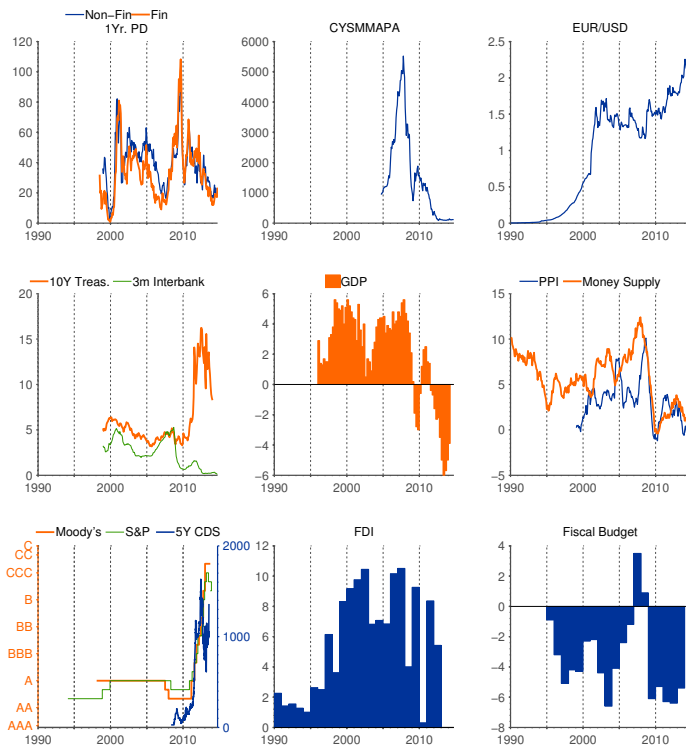 Non−Fin Fin
1Yr. PD
CYSMMAPA
EUR/USD
120
100
80
60
40
20
0
1990 2000 2010
6000
5000
4000
3000
2000
1000
0
1990 2000 2010
2.5
2
1.5
1
0.5
0
1990 2000 2010
10Y Treas. 3m Interbank
GDP
PPI Money Supply
20
15
10
5
0
1990 2000 2010
6
4
2
0
−2
−4
−6
1990 2000 2010
15
10
5
0
−5
1990 2000 2010
Moody's S&P 5Y CDS
FDI
Fiscal Budget
C
CC
CCC
B
BB
BBB
A
AA
AAA
2000
1000
0
1990 2000 2010
12
10
8
6
4
2
0
1990 2000 2010
4
2
0
−2
−4
−6
−8
1990 2000 2010